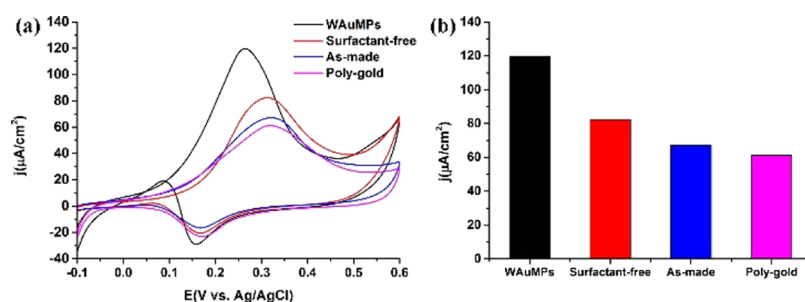 (a)
WAuMPs
Surfactant-free
As-made
Poly-gold
j(μA/cm²)
140
120
100
80
60
40
20
0
-20
-40
-0.1 0.0 0.1 0.2 0.3 0.4 0.5 0.6
E(V vs. Ag/AgCl)
(b)
j(μA/cm²)
140
120
100
80
60
40
20
0
WAuMPs Surfactant-free As-made Poly-gold